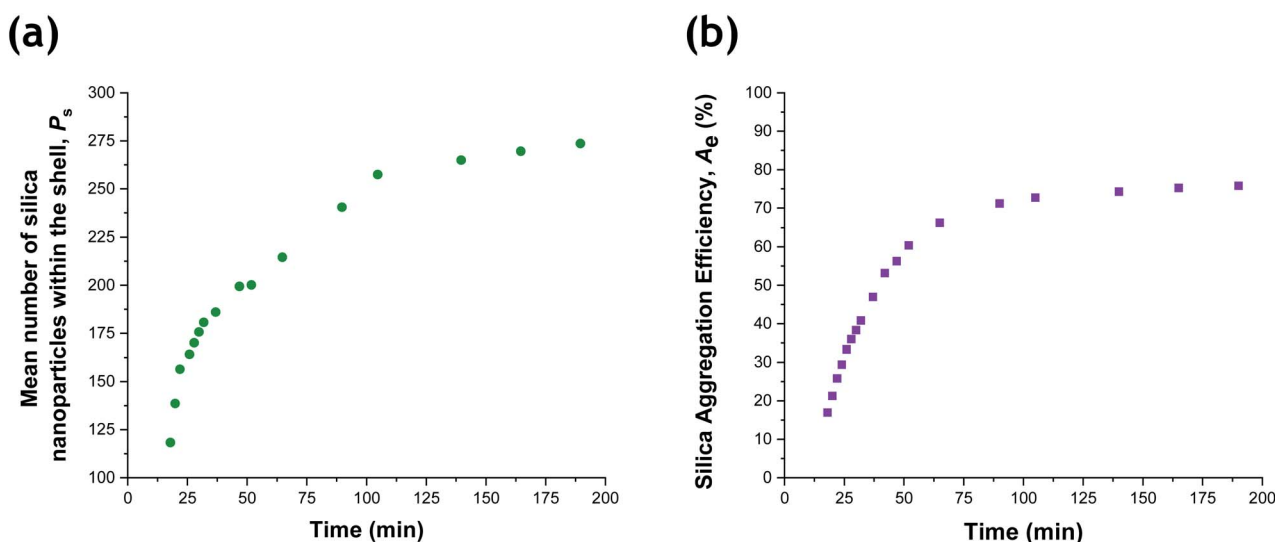 (a)
300
275
250
225
200
175
150
125
100
0 25 50 75 100 125 150 175 200
Mean number of silica
nanoparticles within the shell, Ps
Time (min)
(b)
100
90
80
70
60
50
40
30
20
10
0
0 25 50 75 100 125 150 175 200
Silica Aggregation Efficiency, Ae (%)
Time (min)